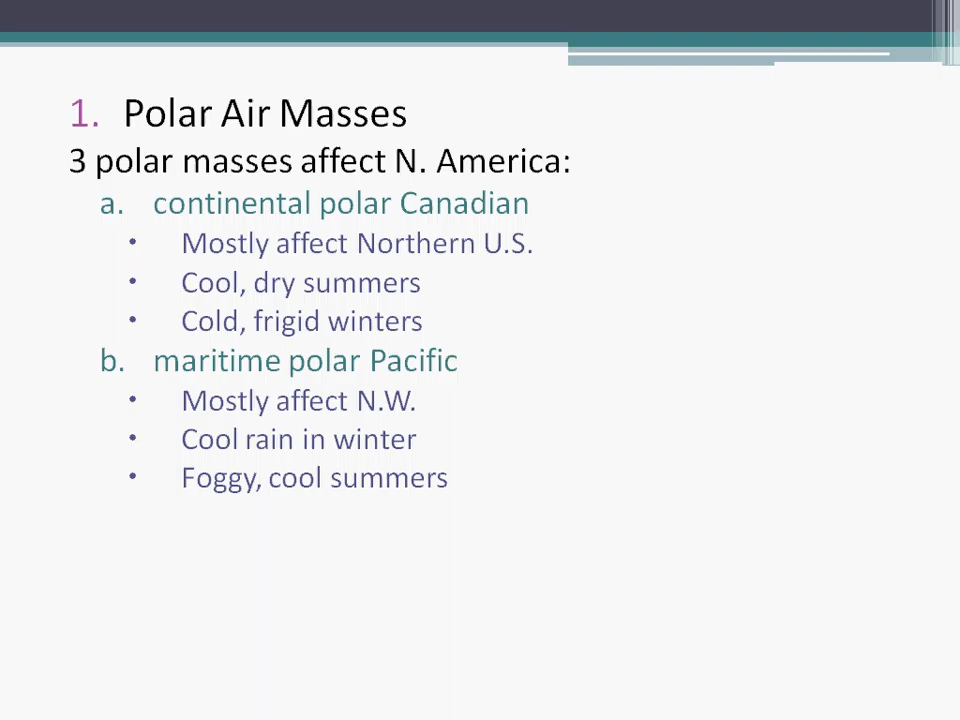 1. Polar Air Masses
3 polar masses affect N. America:
a. continental polar Canadian
• Mostly affect Northern U.S.
• Cool, dry summers
• Cold, frigid winters
b. maritime polar Pacific
• Mostly affect N.W.
• Cool rain in winter
• Foggy, cool summers